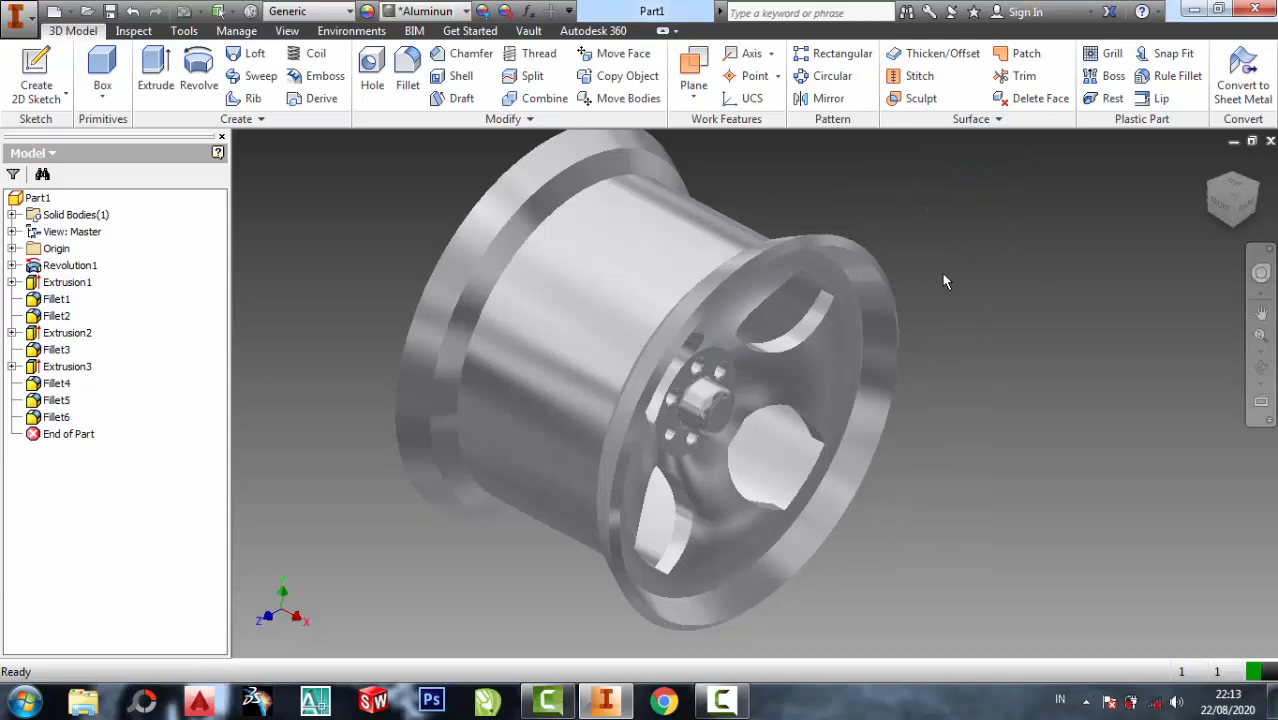 Generic
*Aluminun
Part1
Type a keyword or phrase
Sign In
3D Model
Inspect
Tools
Manage
View
Environments
BIM
Get Started
Vault
Autodesk 360
Create
2D Sketch
Box
Extrude
Revolve
Loft
Sweep
Rib
Coil
Emboss
Derive
Hole
Fillet
Chamfer
Shell
Draft
Thread
Split
Combine
Move Face
Copy Object
Move Bodies
Plane
Axis
Point
UCS
Rectangular
Circular
Mirror
Thicken/Offset
Stitch
Sculpt
Patch
Trim
Delete Face
Grill
Boss
Rest
Snap Fit
Rule Fillet
Lip
Convert to
Sheet Metal
Sketch
Primitives
Create
Modify
Work Features
Pattern
Surface
Plastic Part
Convert
Model
Part1
Solid Bodies(1)
View: Master
Origin
Revolution1
Extrusion1
Fillet1
Fillet2
Extrusion2
Fillet3
Extrusion3
Fillet4
Fillet5
Fillet6
End of Part
Y
Z
X
Ready
1
1
SW
Ps
IN
22:13
22/08/2020